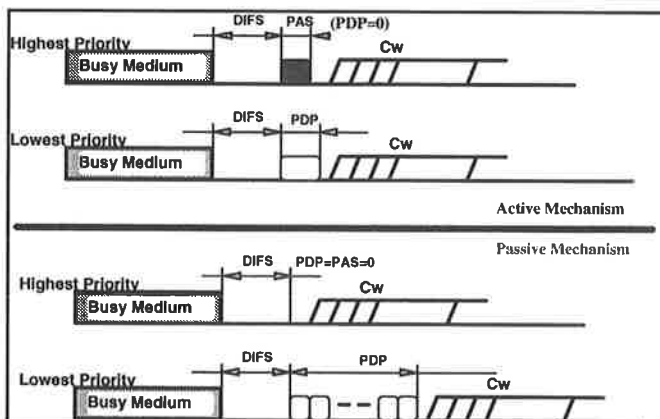 DIFS PAS (PDP=0)
Highest Priority
Busy Medium
Cw
DIFS PDP
Lowest Priority
Busy Medium
Cw
Active Mechanism
Passive Mechanism
DIFS PDP=PAS=0
Highest Priority
Busy Medium
Cw
DIFS PDP
Lowest Priority
Busy Medium
Cw